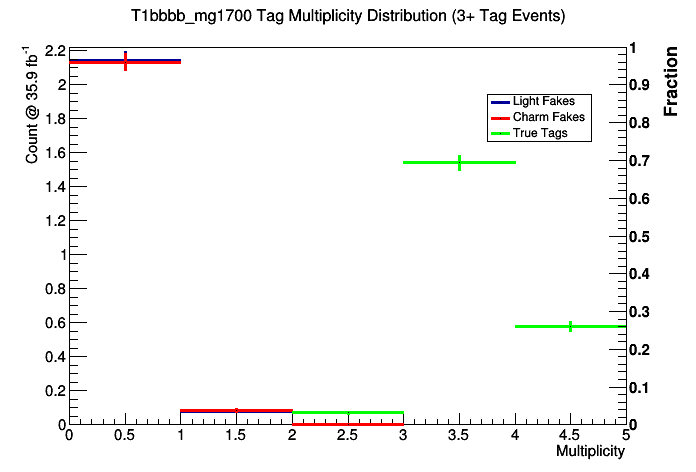 T1bbbb_mg1700 Tag Multiplicity Distribution (3+ Tag Events)
Count @ 35.9 fb⁻¹
2.2
2
1.8
1.6
1.4
1.2
1
0.8
0.6
0.4
0.2
0
Light Fakes
Charm Fakes
True Tags
Fraction
1
0.9
0.8
0.7
0.6
0.5
0.4
0.3
0.2
0.1
0
0 0.5 1 1.5 2 2.5 3 3.5 4 4.5 5
Multiplicity